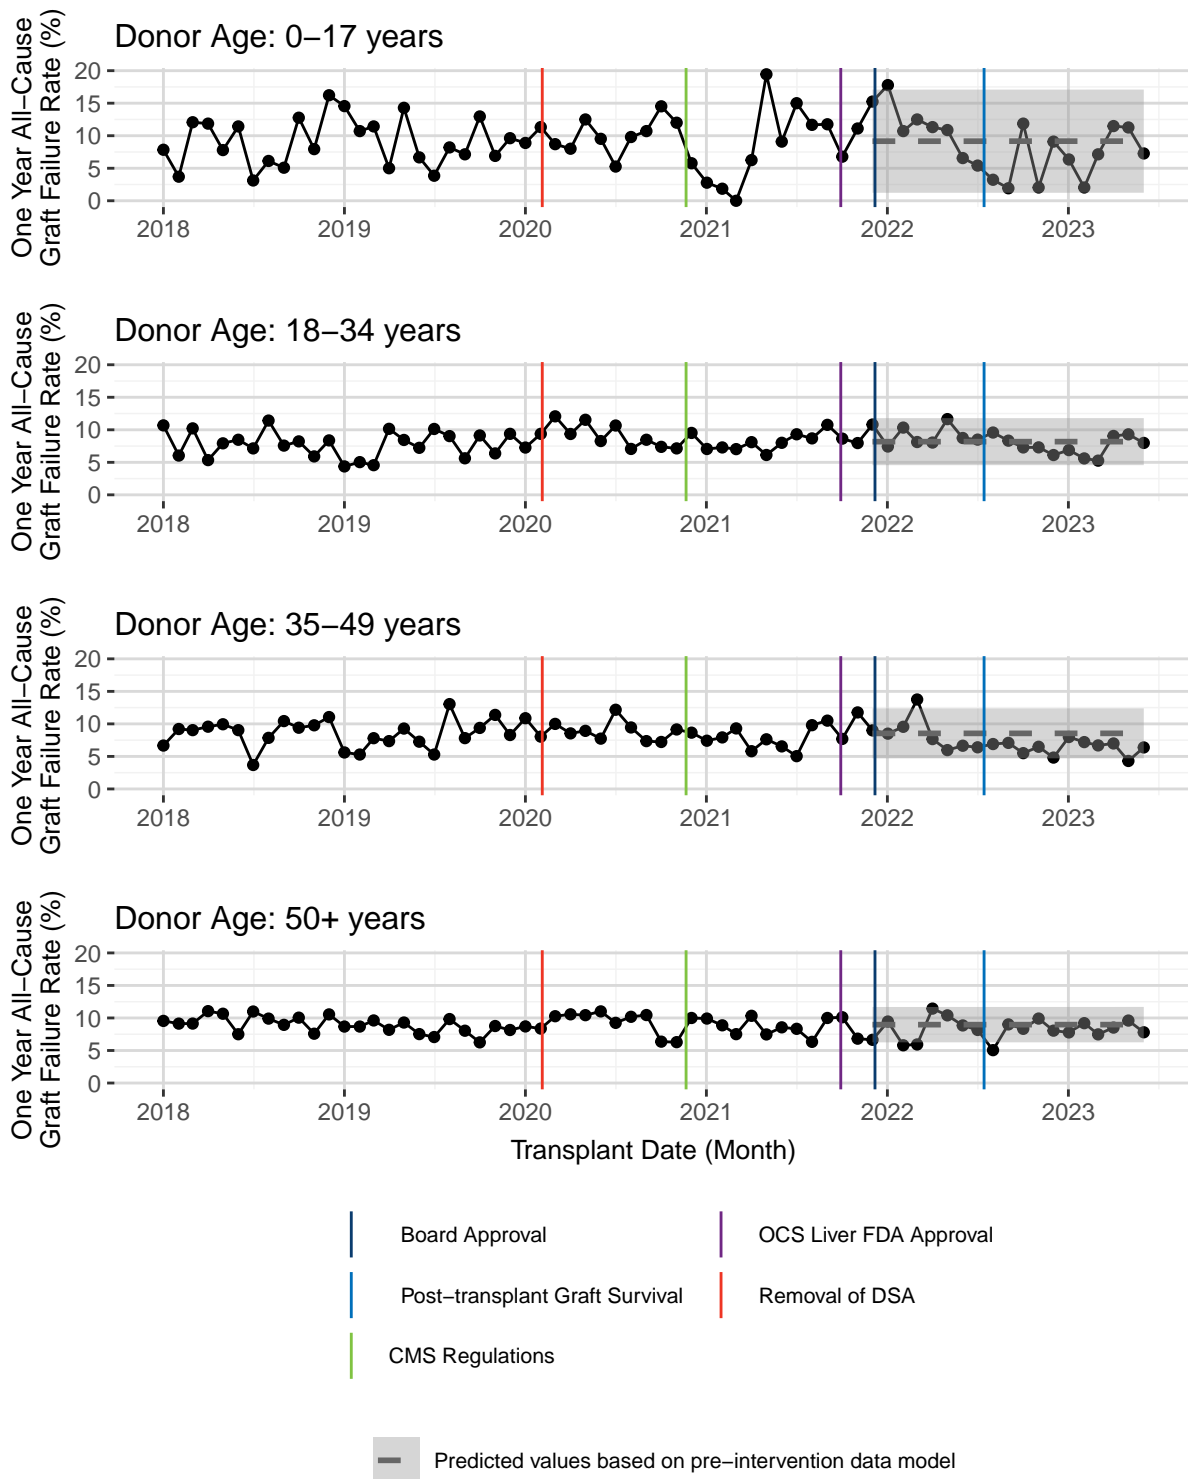 Donor Age: 0−17 years
One Year All−Cause
Graft Failure Rate (%)
20
15
10
5
0
2018 2019 2020 2021 2022 2023
Donor Age: 18−34 years
One Year All−Cause
Graft Failure Rate (%)
20
15
10
5
0
2018 2019 2020 2021 2022 2023
Donor Age: 35−49 years
One Year All−Cause
Graft Failure Rate (%)
20
15
10
5
0
2018 2019 2020 2021 2022 2023
Donor Age: 50+ years
One Year All−Cause
Graft Failure Rate (%)
20
15
10
5
0
2018 2019 2020 2021 2022 2023
Transplant Date (Month)
Board Approval
OCS Liver FDA Approval
Post−transplant Graft Survival
Removal of DSA
CMS Regulations
Predicted values based on pre−intervention data model